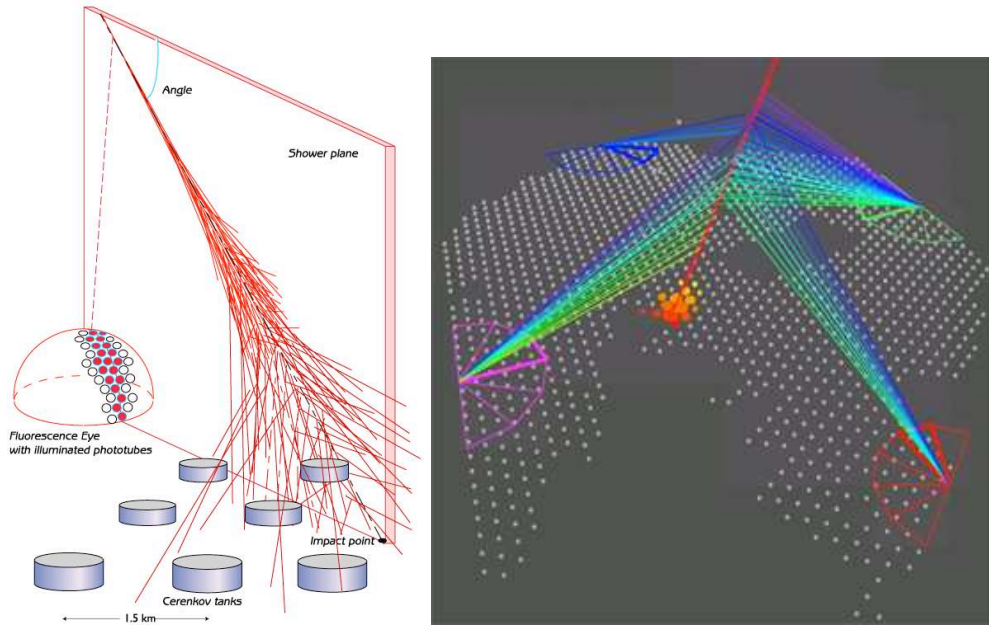 Angle
Shower plane
Fluorescence Eye
with illuminated phototubes
Impact point
Cerenkov tanks
1.5 km